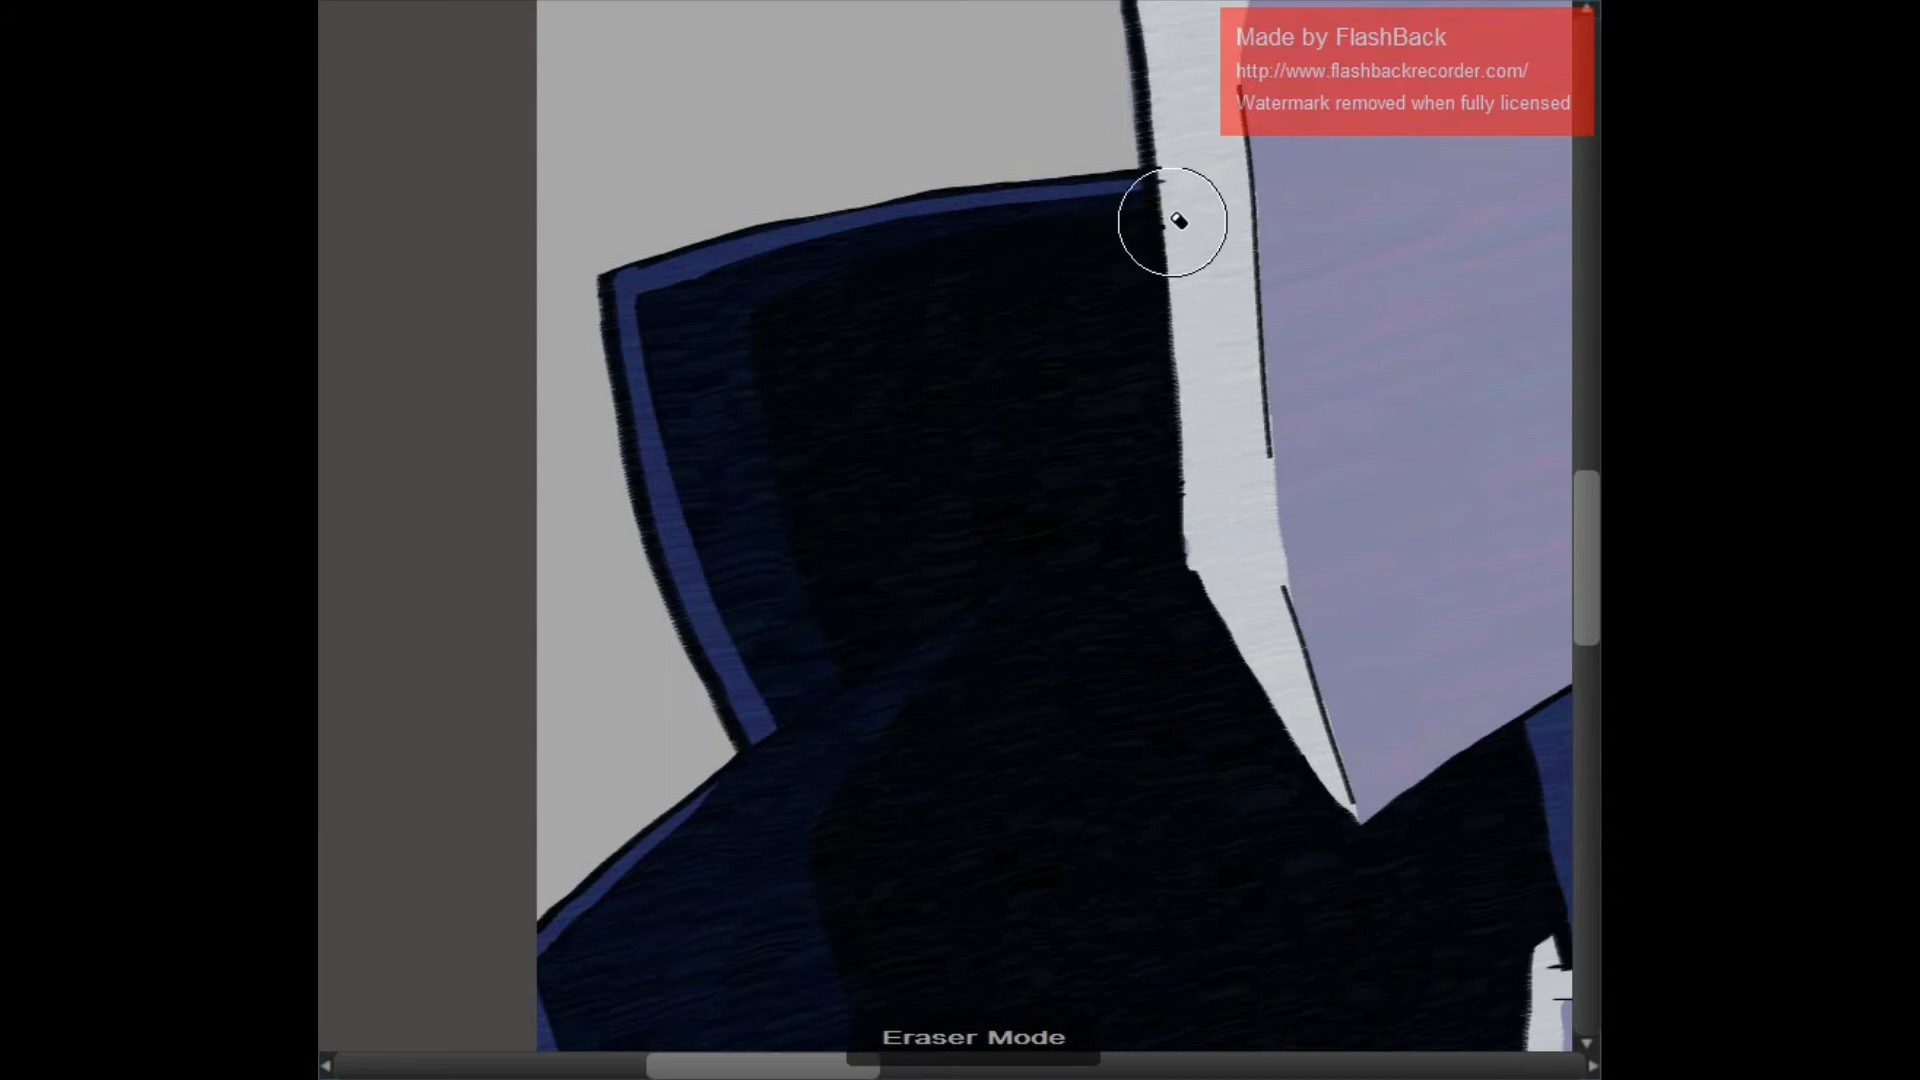 Made by FlashBack
http://www.flashbackrecorder.com/
Watermark removed when fully licensed
Eraser Mode